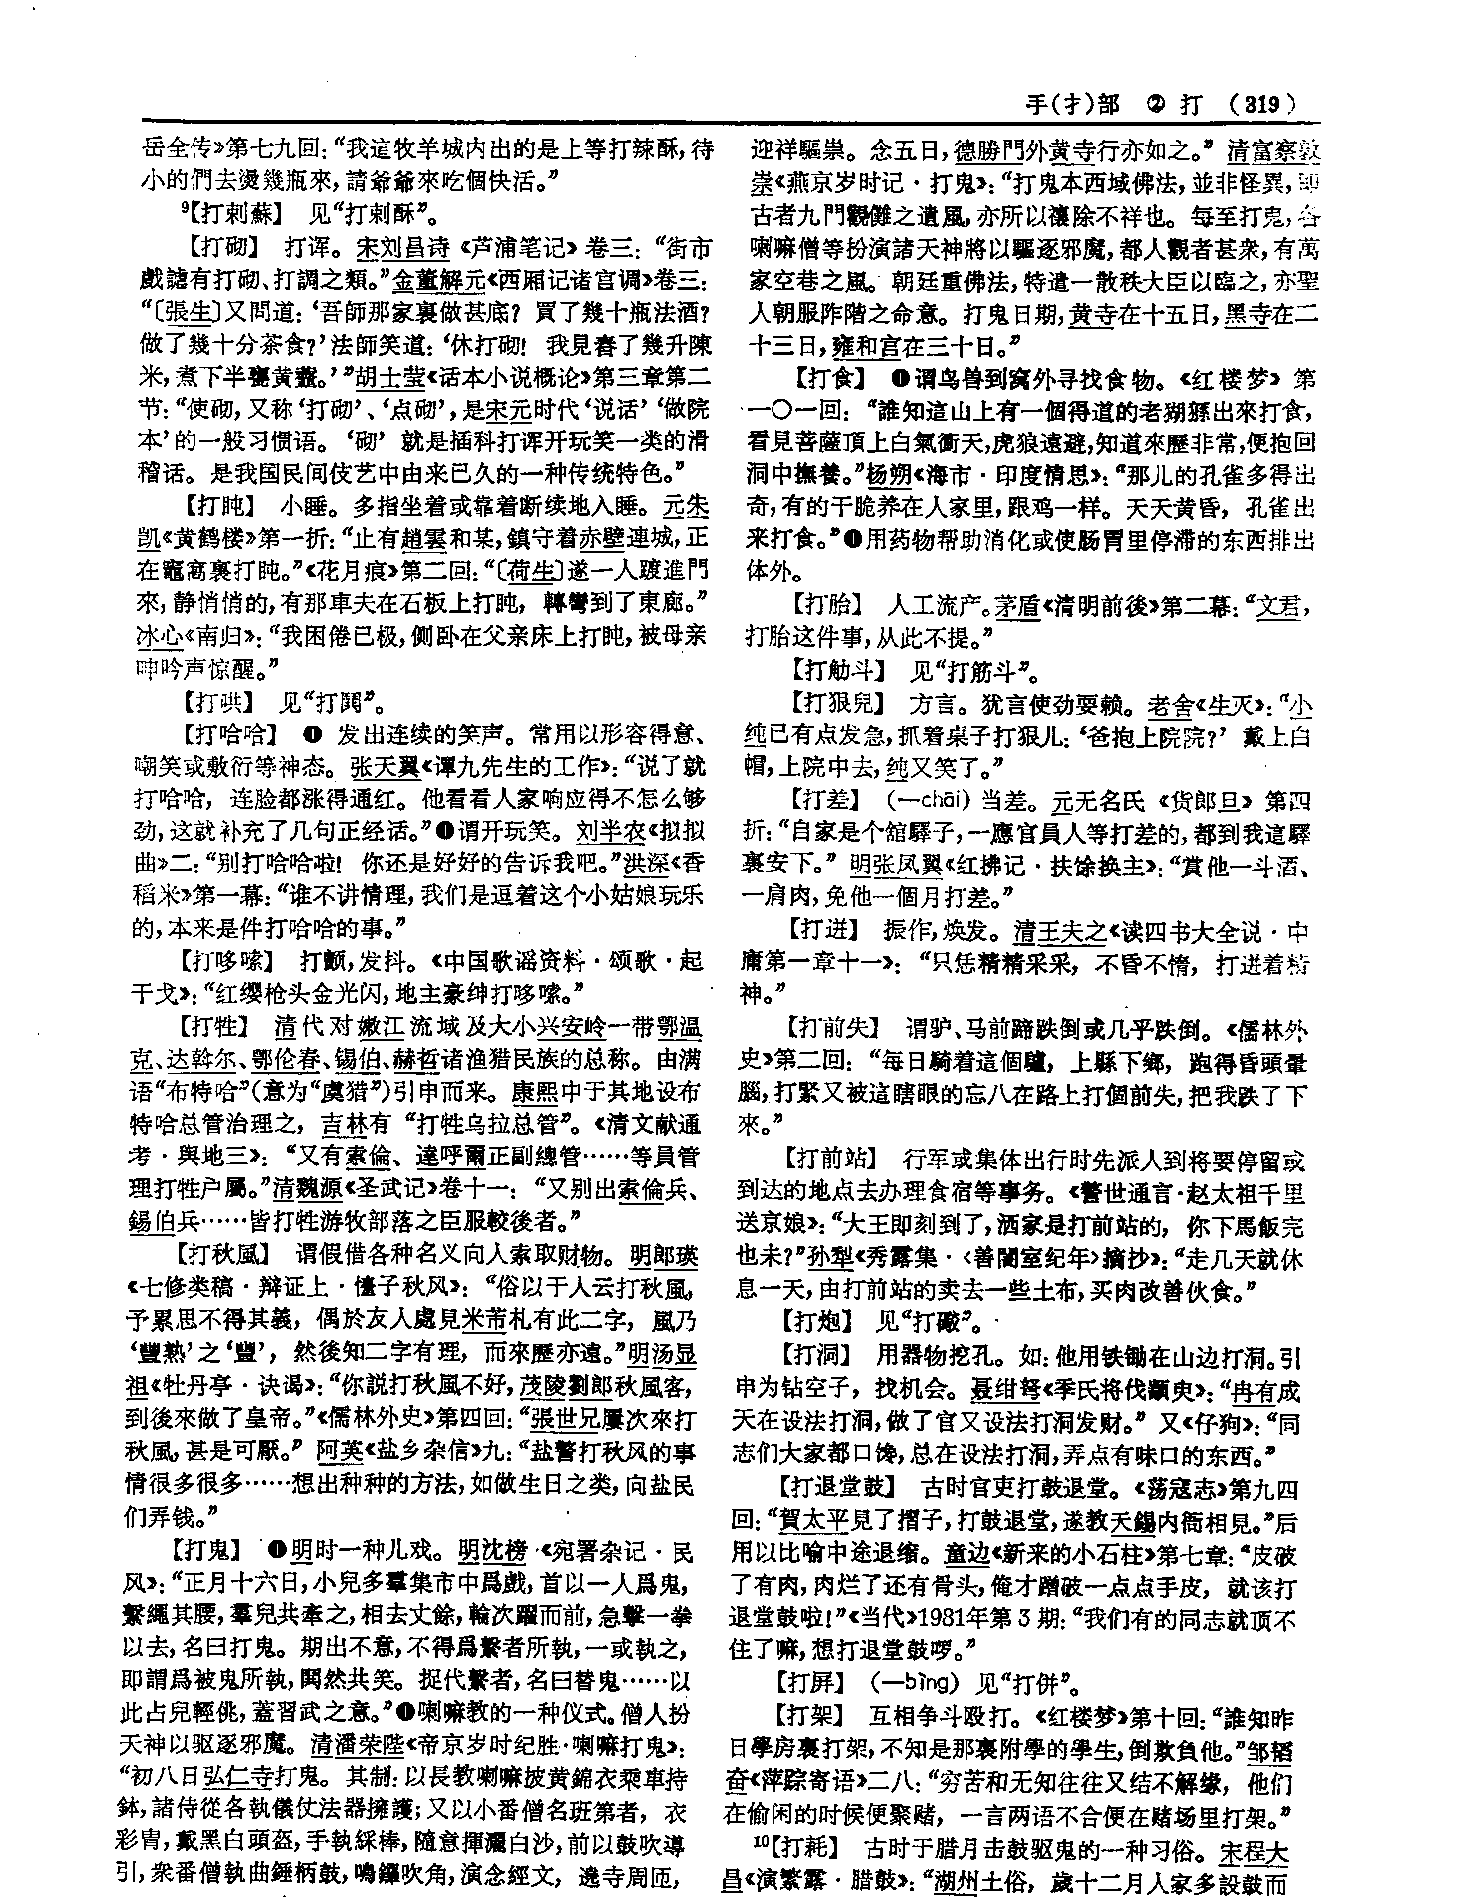 手(扌)部 ② 打 (319)
岳全传》第七九回：“我這牧羊城内出的是上等打辣酥，待
小的們去燙幾瓶來，請爺爺來吃個快活。”
⁹【打剌蘇】 见“打剌酥”。
【打砌】 打诨。宋刘昌诗《芦浦笔记》卷三：“街市
戲謔有打砌、打調之類。”金董解元《西厢记诸宫调》卷三：
“〔張生〕又問道：‘吾師那家裏做甚底？買了幾十瓶法酒？
做了幾十分茶食？’法師笑道：‘休打砌！我見舂了幾升陳
米，煮下半甕黄虀。’”胡士莹《话本小说概论》第三章第二
节：“使砌，又称‘打砌’、‘点砌’，是宋元时代‘说话’‘做院
本’的一般习惯语。‘砌’就是插科打诨开玩笑一类的滑
稽话。是我国民间伎艺中由来已久的一种传统特色。”
【打盹】 小睡。多指坐着或靠着断续地入睡。元朱
凯《黄鹤楼》第一折：“止有趙雲和某，鎮守着赤壁連城，正
在竈窩裏打盹。”《花月痕》第二回：“〔荷生〕遂一人踱進門
來，静悄悄的，有那車夫在石板上打盹，轉彎到了東廊。”
冰心《南归》：“我困倦已极，侧卧在父亲床上打盹，被母亲
呻吟声惊醒。”
【打哄】 见“打鬨”。
【打哈哈】 ❶ 发出连续的笑声。常用以形容得意、
嘲笑或敷衍等神态。张天翼《谭九先生的工作》：“说了就
打哈哈，连脸都涨得通红。他看看人家响应得不怎么够
劲，这就补充了几句正经话。”❷谓开玩笑。刘半农《拟拟
曲》二：“别打哈哈啦！你还是好好的告诉我吧。”洪深《香
稻米》第一幕：“谁不讲情理，我们是逗着这个小姑娘玩乐
的，本来是件打哈哈的事。”
【打哆嗦】 打颤，发抖。《中国歌谣资料·颂歌·起
干戈》：“红缨枪头金光闪，地主豪绅打哆嗦。”
【打牲】 清代对嫩江流域及大小兴安岭一带鄂温
克、达斡尔、鄂伦春、锡伯、赫哲诸渔猎民族的总称。由满
语“布特哈”(意为“虞猎”)引申而来。康熙中于其地设布
特哈总管治理之，吉林有“打牲乌拉总管”。《清文献通
考·舆地三》：“又有索倫、達呼爾正副總管……等員管
理打牲户屬。”清魏源《圣武记》卷十一：“又别出索倫兵、
錫伯兵……皆打牲游牧部落之臣服較後者。”
【打秋風】 谓假借各种名义向人索取财物。明郎瑛
《七修类稿·辩证上·㨂子秋风》：“俗以干人云打秋風，
予累思不得其義，偶於友人處見米芾札有此二字，風乃
‘豐熟’之‘豐’，然後知二字有理，而來歷亦遠。”明汤显
祖《牡丹亭·诀谒》：“你説打秋風不好，茂陵劉郎秋風客，
到後來做了皇帝。”《儒林外史》第四回：“張世兄屢次來打
秋風，甚是可厭。”阿英《盐乡杂信》九：“盐警打秋风的事
情很多很多……想出种种的方法，如做生日之类，向盐民
们弄钱。”
【打鬼】 ❶明时一种儿戏。明沈榜《宛署杂记·民
风》：“正月十六日，小兒多羣集市中爲戲，首以一人爲鬼，
繫繩其腰，羣兒共牽之，相去丈餘，輪次躍而前，急擊一拳
以去，名曰打鬼。期出不意，不得爲繫者所執，一或執之，
即謂爲被鬼所執，鬨然共笑。捉代繫者，名曰替鬼……以
此占兒輕佻，蓋習武之意。”❷喇嘛教的一种仪式。僧人扮
天神以驱逐邪魔。清潘荣陛《帝京岁时纪胜·喇嘛打鬼》：
“初八日弘仁寺打鬼。其制：以長教喇嘛披黄錦衣乘車持
鉢，諸侍從各執儀仗法器擁護；又以小番僧名班第者，衣
彩胄，戴黑白頭盔，手執綵棒，隨意揮灑白沙，前以鼓吹導
引，衆番僧執曲錘柄鼓，鳴鑼吹角，演念經文，遶寺周匝，
迎祥驅祟。念五日，德勝門外黄寺行亦如之。”清富察敦
崇《燕京岁时记·打鬼》：“打鬼本西域佛法，並非怪異，即
古者九門觀儺之遺風，亦所以禳除不祥也。每至打鬼，各
喇嘛僧等扮演諸天神將以驅逐邪魔，都人觀者甚衆，有萬
家空巷之風。朝廷重佛法，特遣一散秩大臣以臨之，亦聖
人朝服阼階之命意。打鬼日期，黄寺在十五日，黑寺在二
十三日，雍和宫在三十日。”
【打食】 ❶谓鸟兽到窝外寻找食物。《红楼梦》第
一〇一回：“誰知這山上有一個得道的老猢猻出來打食，
看見菩薩頂上白氣衝天，虎狼遠避，知道來歷非常，便抱回
洞中撫養。”杨朔《海市·印度情思》：“那儿的孔雀多得出
奇，有的干脆养在人家里，跟鸡一样。天天黄昏，孔雀出
来打食。”❷用药物帮助消化或使肠胃里停滞的东西排出
体外。
【打胎】 人工流产。茅盾《清明前後》第二幕：“文君，
打胎这件事，从此不提。”
【打觔斗】 见“打筋斗”。
【打狠兒】 方言。犹言使劲耍赖。老舍《生灭》：“小
纯已有点发急，抓着桌子打狠儿：‘爸抱上院院？’戴上白
帽，上院中去，纯又笑了。”
【打差】 (—chāi)当差。元无名氏《货郎旦》第四
折：“自家是个舘驛子，一應官員人等打差的，都到我這驛
裏安下。”明张凤翼《红拂记·扶馀换主》：“賞他一斗酒、
一肩肉，免他一個月打差。”
【打迸】 振作，焕发。清王夫之《读四书大全说·中
庸第一章十一》：“只恁精精采采，不昏不惰，打迸着精
神。”
【打前失】 谓驴、马前蹄跌倒或几乎跌倒。《儒林外
史》第二回：“每日騎着這個驢，上縣下鄉，跑得昏頭暈
腦，打緊又被這瞎眼的忘八在路上打個前失，把我跌了下
來。”
【打前站】 行军或集体出行时先派人到将要停留或
到达的地点去办理食宿等事务。《警世通言·赵太祖千里
送京娘》：“大王即刻到了，洒家是打前站的，你下馬飯完
也未？”孙犁《秀露集·〈善闇室纪年〉摘抄》：“走几天就休
息一天，由打前站的卖去一些土布，买肉改善伙食。”
【打炮】 见“打礮”。
【打洞】 用器物挖孔。如：他用铁锄在山边打洞。引
申为钻空子，找机会。聂绀弩《季氏将伐颛臾》：“冉有成
天在设法打洞，做了官又设法打洞发财。”又《仔狗》：“同
志们大家都口馋，总在设法打洞，弄点有味口的东西。”
【打退堂鼓】 古时官吏打鼓退堂。《荡寇志》第九四
回：“賀太平見了摺子，打鼓退堂，遂教天錫内衙相見。”后
用以比喻中途退缩。童边《新来的小石柱》第七章：“皮破
了有肉，肉烂了还有骨头，俺才蹭破一点点手皮，就该打
退堂鼓啦！”《当代》1981年第3期：“我们有的同志就顶不
住了嘛，想打退堂鼓啰。”
【打屏】 (—bìng) 见“打併”。
【打架】 互相争斗殴打。《红楼梦》第十回：“誰知昨
日學房裏打架，不知是那裏附學的學生，倒欺負他。”邹韬
奋《萍踪寄语》二八：“穷苦和无知往往又结不解缘，他们
在偷闲的时候便聚赌，一言两语不合便在赌场里打架。”
¹⁰【打耗】 古时于腊月击鼓驱鬼的一种习俗。宋程大
昌《演繁露·腊鼓》：“湖州土俗，歲十二月人家多設鼓而